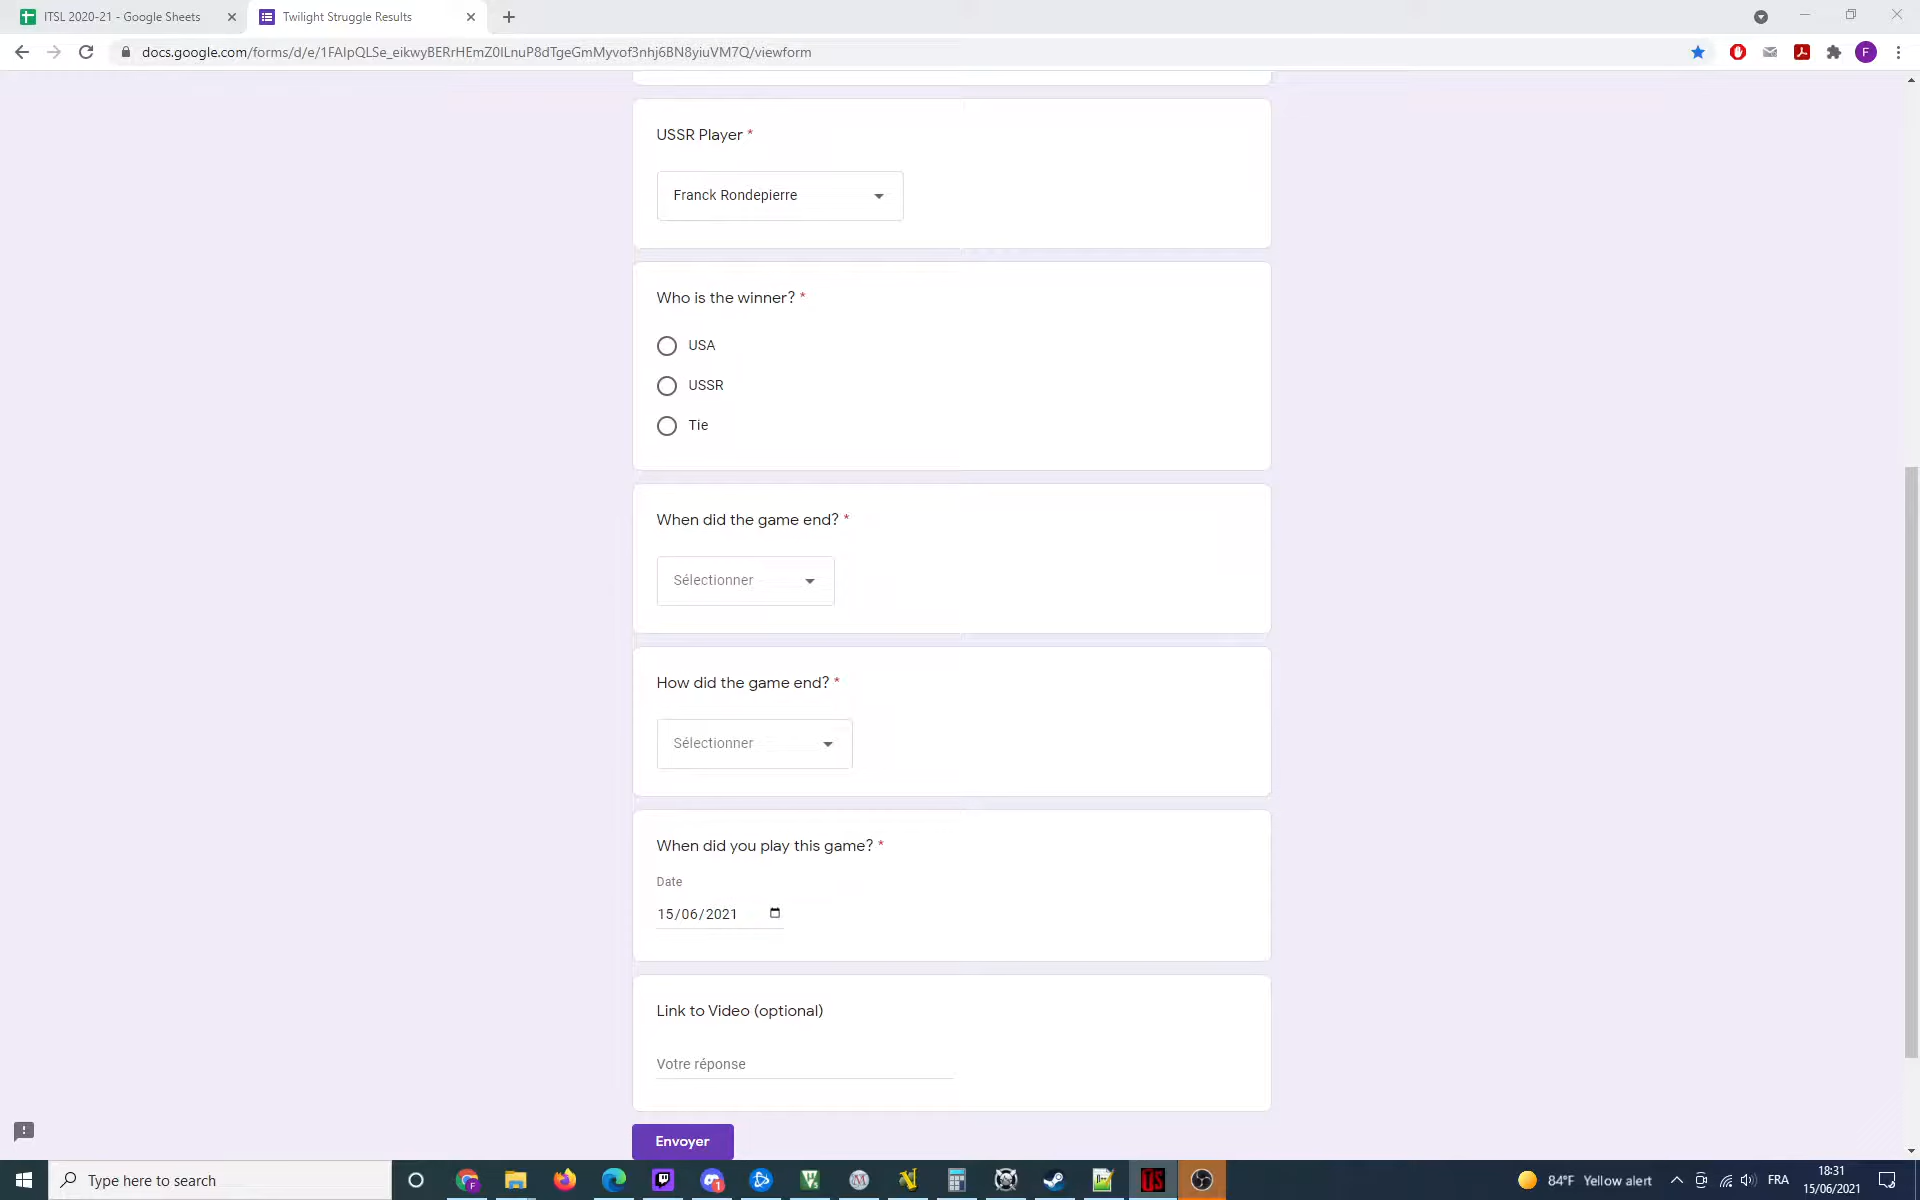 ITSL 2020-21 - Google Sheets
Twilight Struggle Results
docs.google.com/forms/d/e/1FAIpQLSe_eikwyBERrHEmZ0ILnuP8dTgeGmMyvof3nhj6BN8yiuVM7Q/viewform
F
USSR Player *
Franck Rondepierre
Who is the winner? *
USA
USSR
Tie
When did the game end? *
Sélectionner
How did the game end? *
Sélectionner
When did you play this game? *
Date
15/06/2021
Link to Video (optional)
Votre réponse
Envoyer
Type here to search
84°F Yellow alert
FRA
18:31
15/06/2021